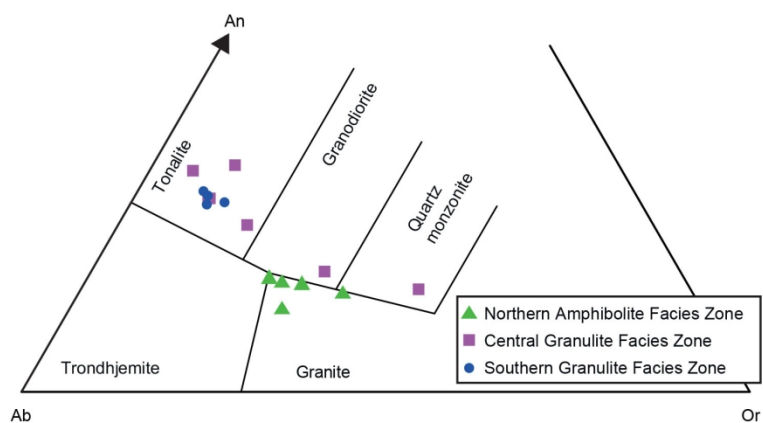 An
Tonalite
Granodiorite
Quartz
monzonite
Northern Amphibolite Facies Zone
Central Granulite Facies Zone
Southern Granulite Facies Zone
Trondhjemite
Granite
Ab
Or